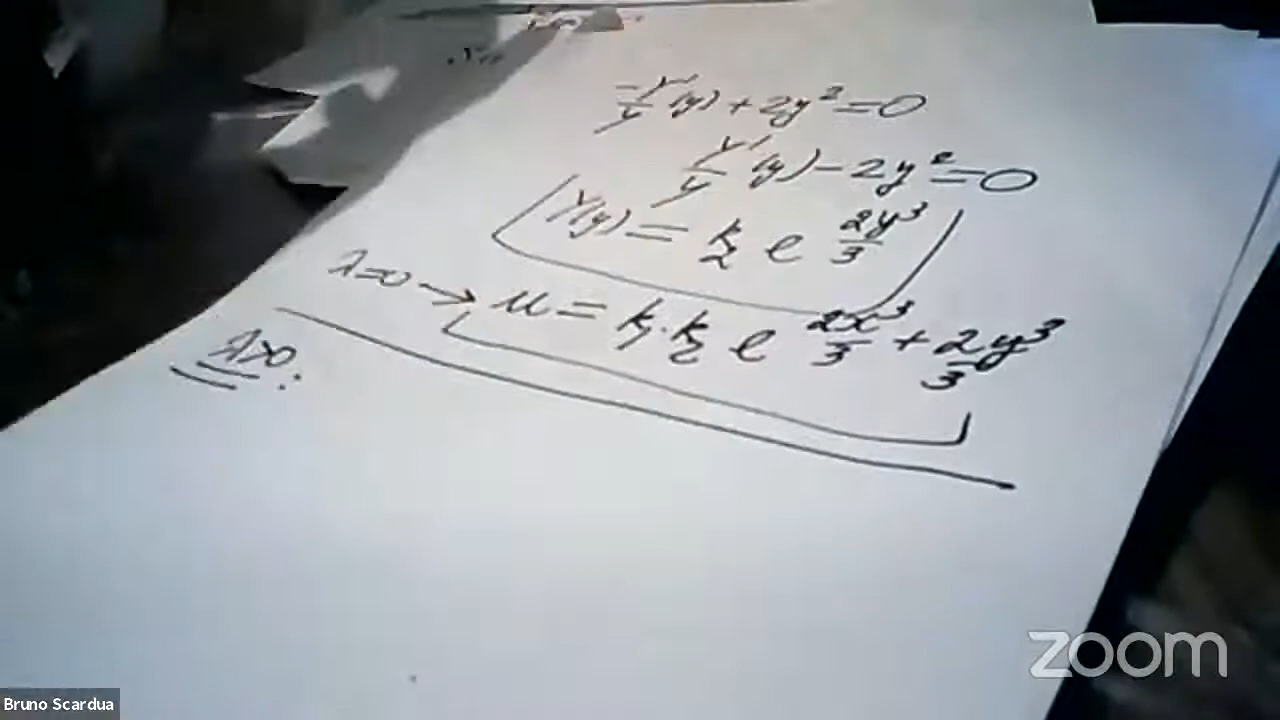 -Y'/Y (y) + 2y² = 0
Y'/Y (y) - 2y² = 0
Y(y) = k₂ e^(2y³/3)
λ=0 → u = k₁·k₂ e^(2x³/3 + 2y³/3)
λ>0:
zoom
Bruno Scardua